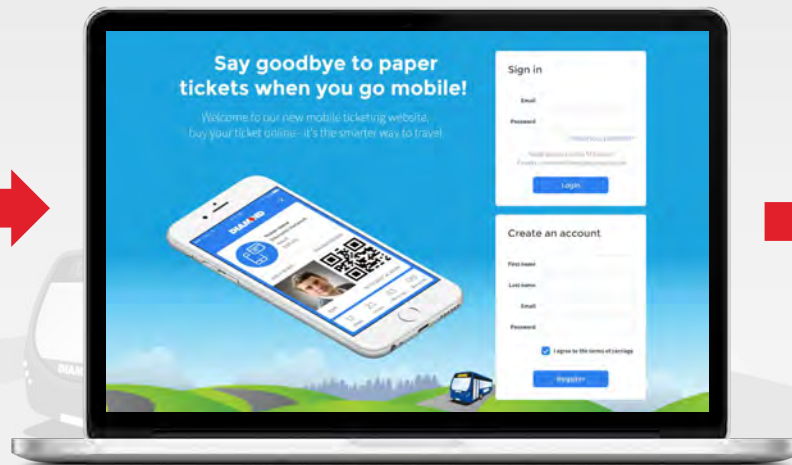 Say goodbye to paper
tickets when you go mobile!
Welcome to our new mobile ticketing website,
buy your ticket online - it's the smarter way to travel.
Sign in
Email
Password
Login
DIAMOND
Create an account
First name
Last name
Email
Password
I agree to the terms of carriage
Register